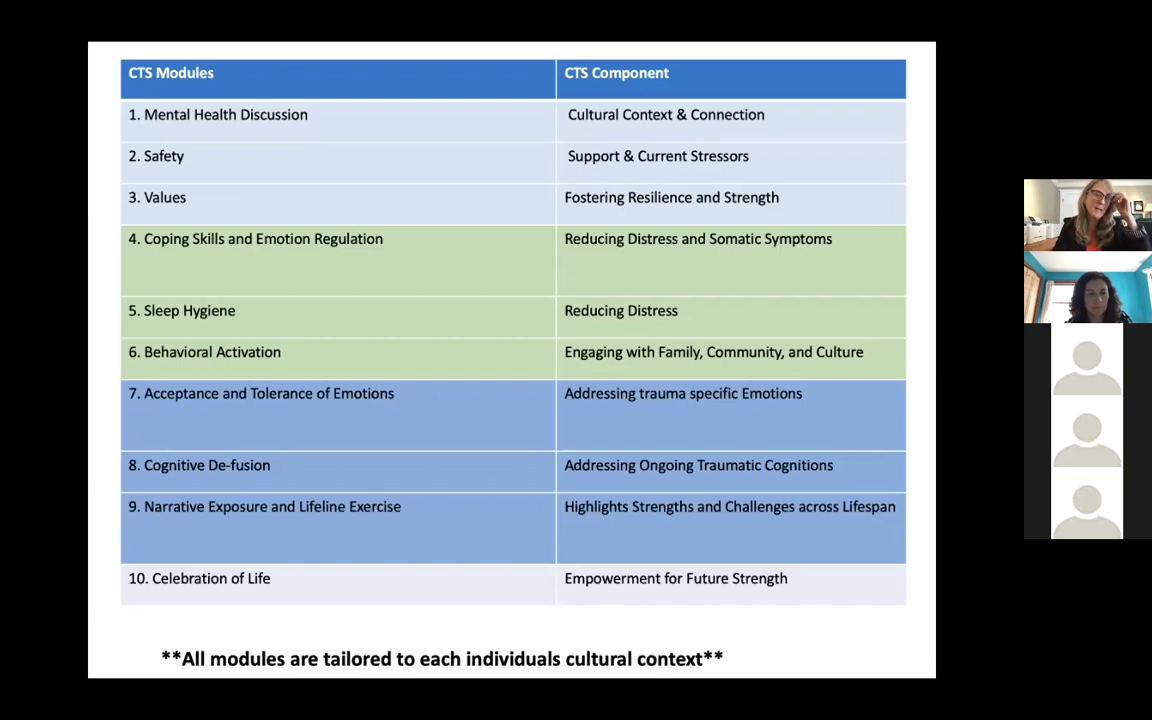 CTS Modules CTS Component
1. Mental Health Discussion Cultural Context & Connection
2. Safety Support & Current Stressors
3. Values Fostering Resilience and Strength
4. Coping Skills and Emotion Regulation Reducing Distress and Somatic Symptoms
5. Sleep Hygiene Reducing Distress
6. Behavioral Activation Engaging with Family, Community, and Culture
7. Acceptance and Tolerance of Emotions Addressing trauma specific Emotions
8. Cognitive De-fusion Addressing Ongoing Traumatic Cognitions
9. Narrative Exposure and Lifeline Exercise Highlights Strengths and Challenges across Lifespan
10. Celebration of Life Empowerment for Future Strength
**All modules are tailored to each individuals cultural context**